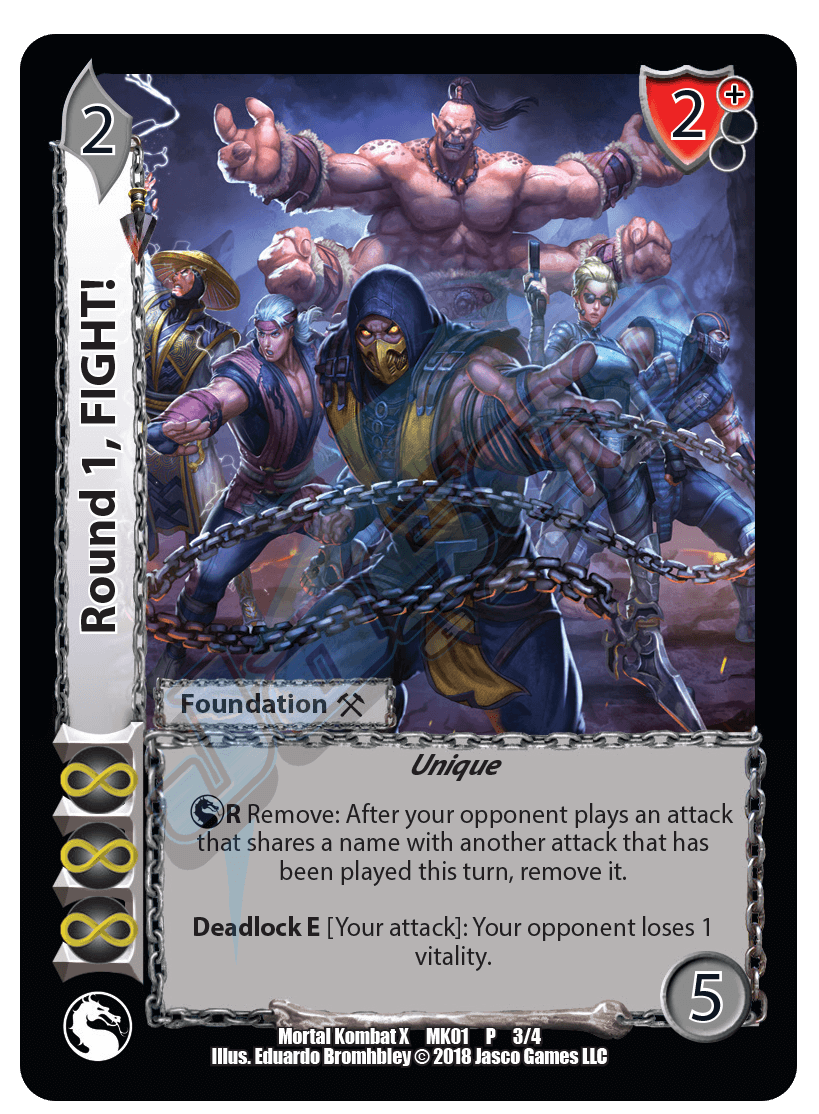 2
2 +
Round 1, FIGHT!
Foundation
Unique
R Remove: After your opponent plays an attack
that shares a name with another attack that has
been played this turn, remove it.
Deadlock E [Your attack]: Your opponent loses 1
vitality.
5
Mortal Kombat X MK01 P 3/4
Illus. Eduardo Bromhbley © 2018 Jasco Games LLC